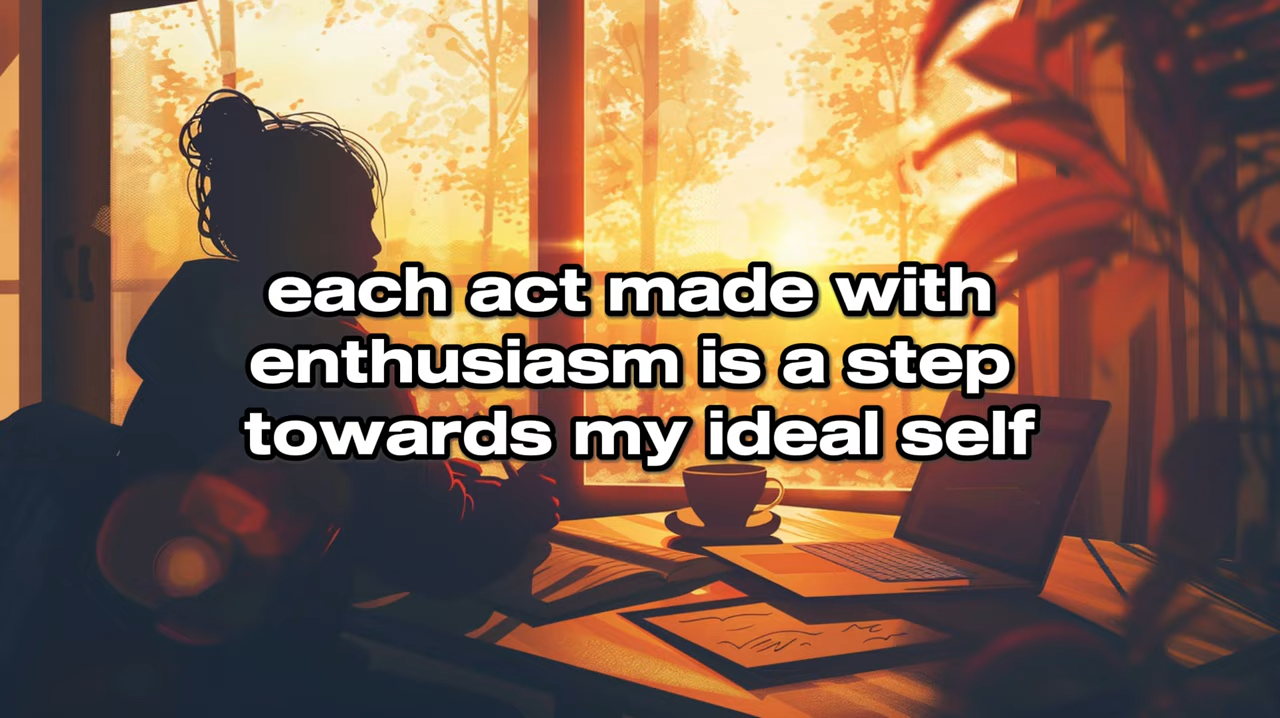 each act made with
enthusiasm is a step
towards my ideal self